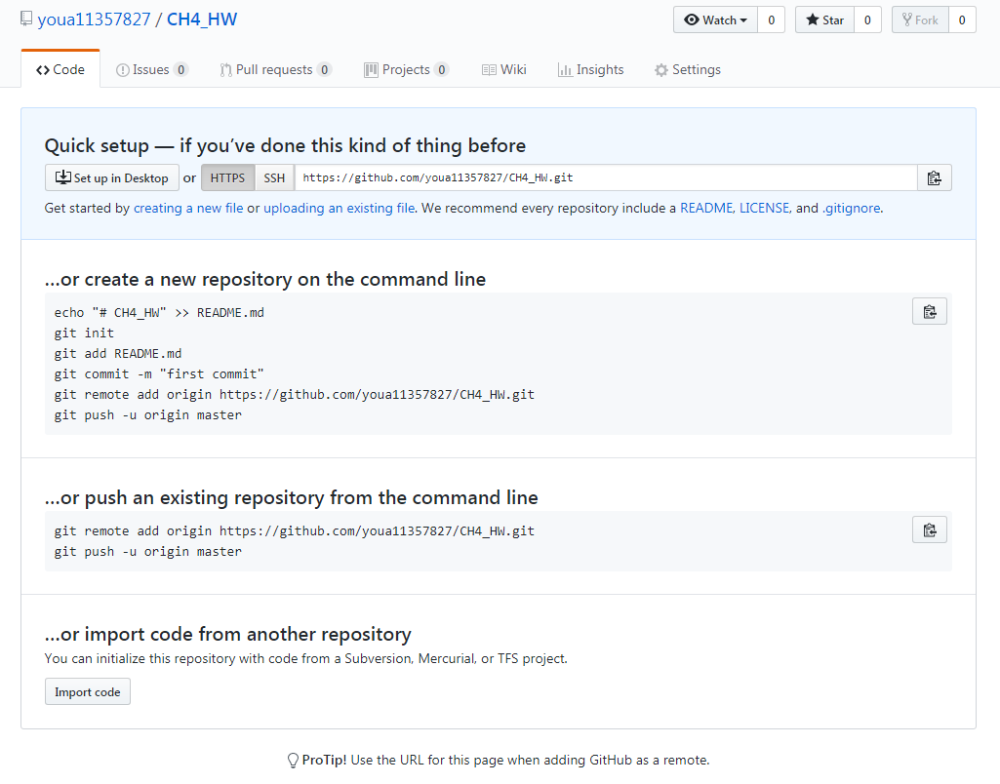 youa11357827 / CH4_HW Watch 0 Star 0 Fork 0
Code Issues 0 Pull requests 0 Projects 0 Wiki Insights Settings
Quick setup — if you’ve done this kind of thing before
Set up in Desktop or HTTPS SSH https://github.com/youa11357827/CH4_HW.git
Get started by creating a new file or uploading an existing file. We recommend every repository include a README, LICENSE, and .gitignore.
…or create a new repository on the command line
echo "# CH4_HW" >> README.md
git init
git add README.md
git commit -m "first commit"
git remote add origin https://github.com/youa11357827/CH4_HW.git
git push -u origin master
…or push an existing repository from the command line
git remote add origin https://github.com/youa11357827/CH4_HW.git
git push -u origin master
…or import code from another repository
You can initialize this repository with code from a Subversion, Mercurial, or TFS project.
Import code
ProTip! Use the URL for this page when adding GitHub as a remote.